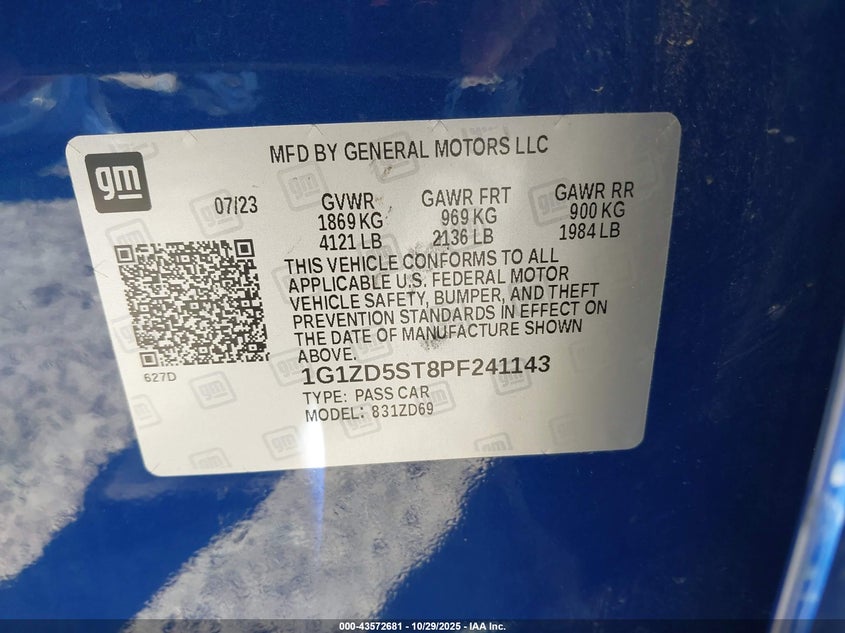 MFD BY GENERAL MOTORS LLC
gm
07/23
GVWR GAWR FRT GAWR RR
1869 KG 969 KG 900 KG
4121 LB 2136 LB 1984 LB
THIS VEHICLE CONFORMS TO ALL
APPLICABLE U.S. FEDERAL MOTOR
VEHICLE SAFETY, BUMPER, AND THEFT
PREVENTION STANDARDS IN EFFECT ON
THE DATE OF MANUFACTURE SHOWN
ABOVE.
627D
1G1ZD5ST8PF241143
TYPE: PASS CAR
MODEL: 831ZD69
000-43572681 - 10/29/2025 - IAA Inc.